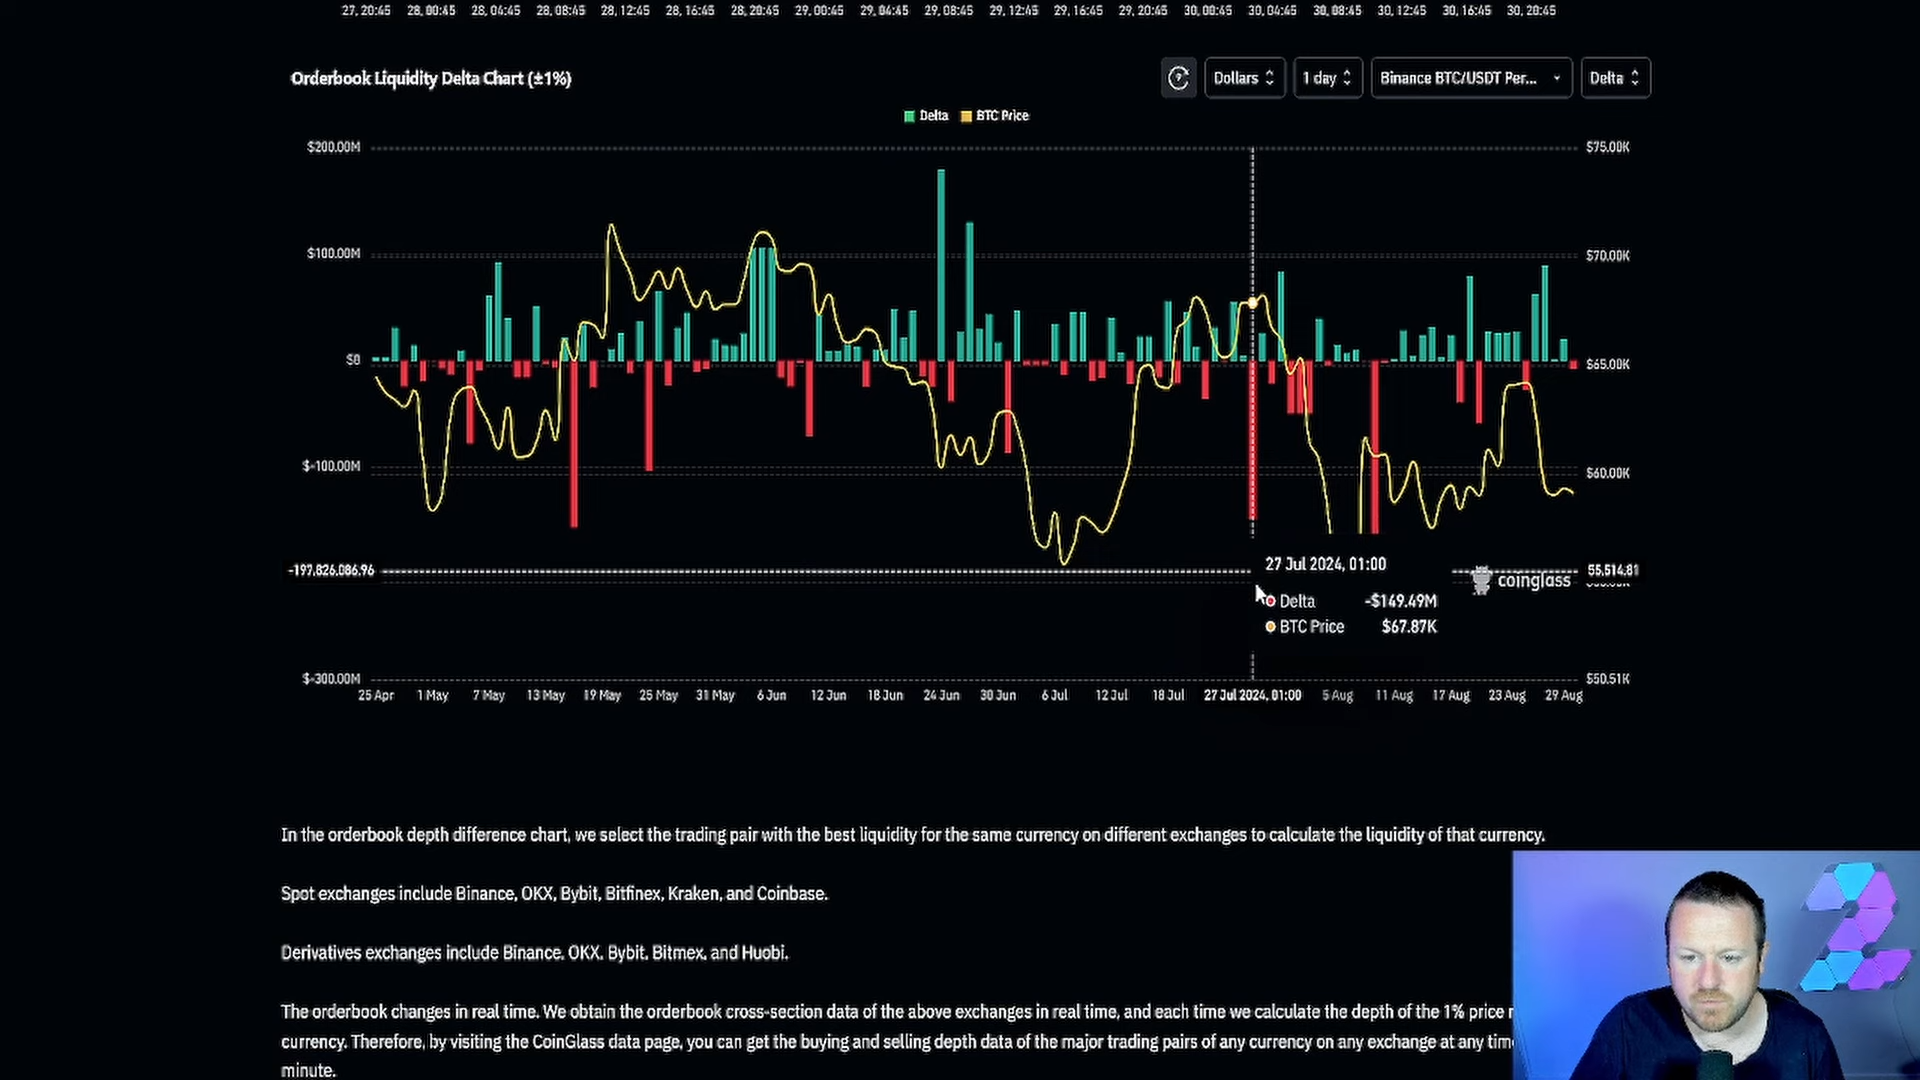 27, 20:45 28, 00:45 28, 04:45 28, 08:45 28, 12:45 28, 16:45 28, 20:45 29, 00:45 29, 04:45 29, 08:45 29, 12:45 29, 16:45 29, 20:45 30, 00:45 30, 04:45 30, 08:45 30, 12:45 30, 16:45 30, 20:45
Orderbook Liquidity Delta Chart (±1%)
Dollars 1 day Binance BTC/USDT Per... Delta
Delta BTC Price
$200.00M $75.00K
$100.00M $70.00K
$0 $65.00K
$-100.00M $60.00K
-197,826,086.96 55,514.81
27 Jul 2024, 01:00
coinglass
Delta -$149.49M
BTC Price $67.87K
$-300.00M $50.51K
25 Apr 1 May 7 May 13 May 19 May 25 May 31 May 6 Jun 12 Jun 18 Jun 24 Jun 30 Jun 6 Jul 12 Jul 18 Jul 27 Jul 2024, 01:00 5 Aug 11 Aug 17 Aug 23 Aug 29 Aug
In the orderbook depth difference chart, we select the trading pair with the best liquidity for the same currency on different exchanges to calculate the liquidity of that currency.
Spot exchanges include Binance, OKX, Bybit, Bitfinex, Kraken, and Coinbase.
Derivatives exchanges include Binance, OKX, Bybit, Bitmex, and Huobi.
The orderbook changes in real time. We obtain the orderbook cross-section data of the above exchanges in real time, and each time we calculate the depth of the 1% price
currency. Therefore, by visiting the CoinGlass data page, you can get the buying and selling depth data of the major trading pairs of any currency on any exchange at any
minute.